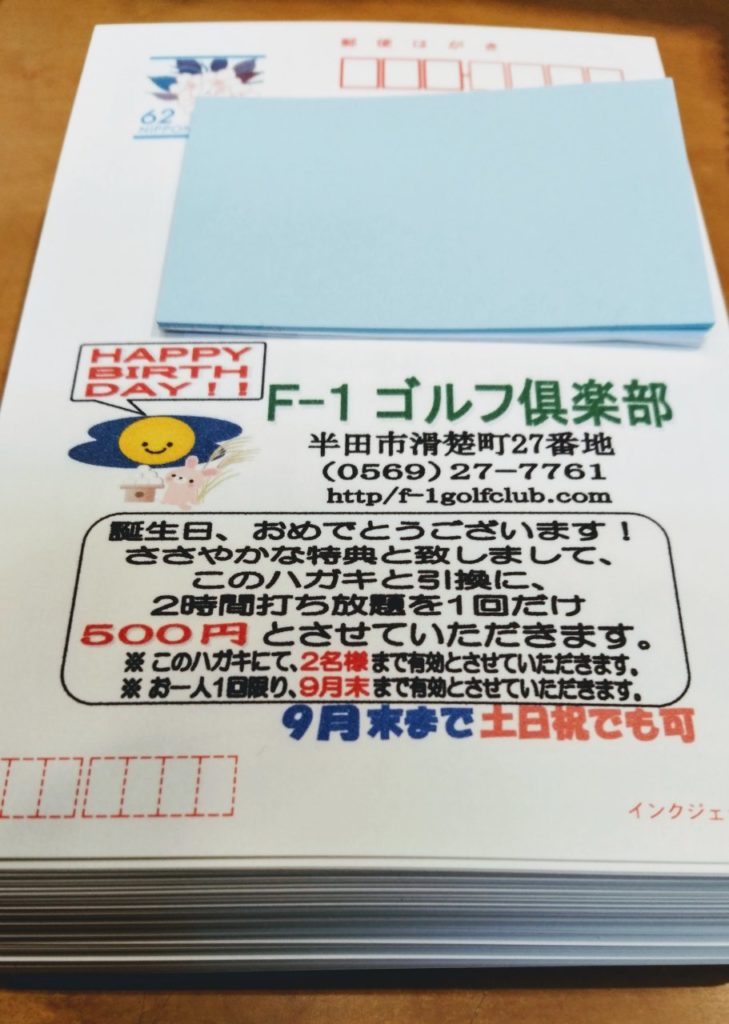 郵便はがき
62
NIPPON
HAPPY
BIRTH
DAY!!
F-1 ゴルフ倶楽部
半田市滑楚町27番地
(0569)27-7761
http/f-1golfclub.com
誕生日、おめでとうございます!
ささやかな特典と致しまして、
このハガキと引換に、
2時間打ち放題を1回だけ
500円 とさせていただきます。
※ このハガキにて、2名様まで有効とさせていただきます。
※ お一人1回限り、9月末まで有効とさせていただきます。
9月末まで 土日祝でも可
インクジェ